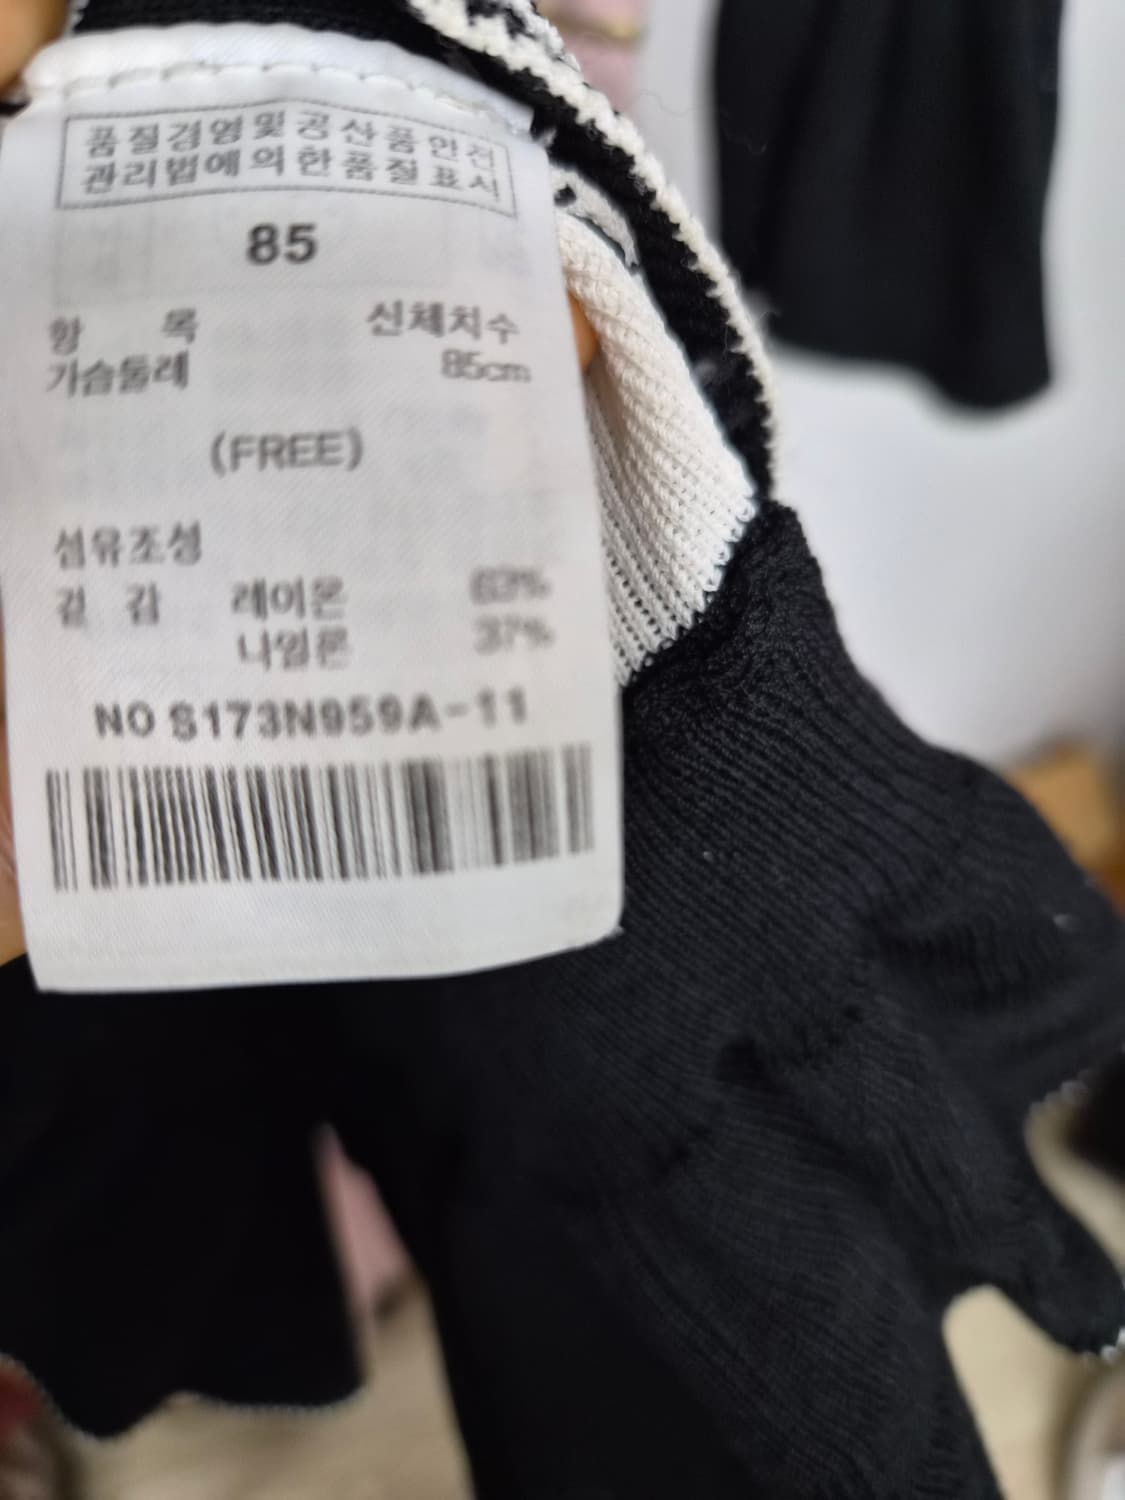 품질경영및공산품안전
관리법에의한품질표시
85
항 목 신체치수
가슴둘레 85cm
(FREE)
섬유조성
겉 감 레이온 63%
나일론 37%
NO S173N959A-11